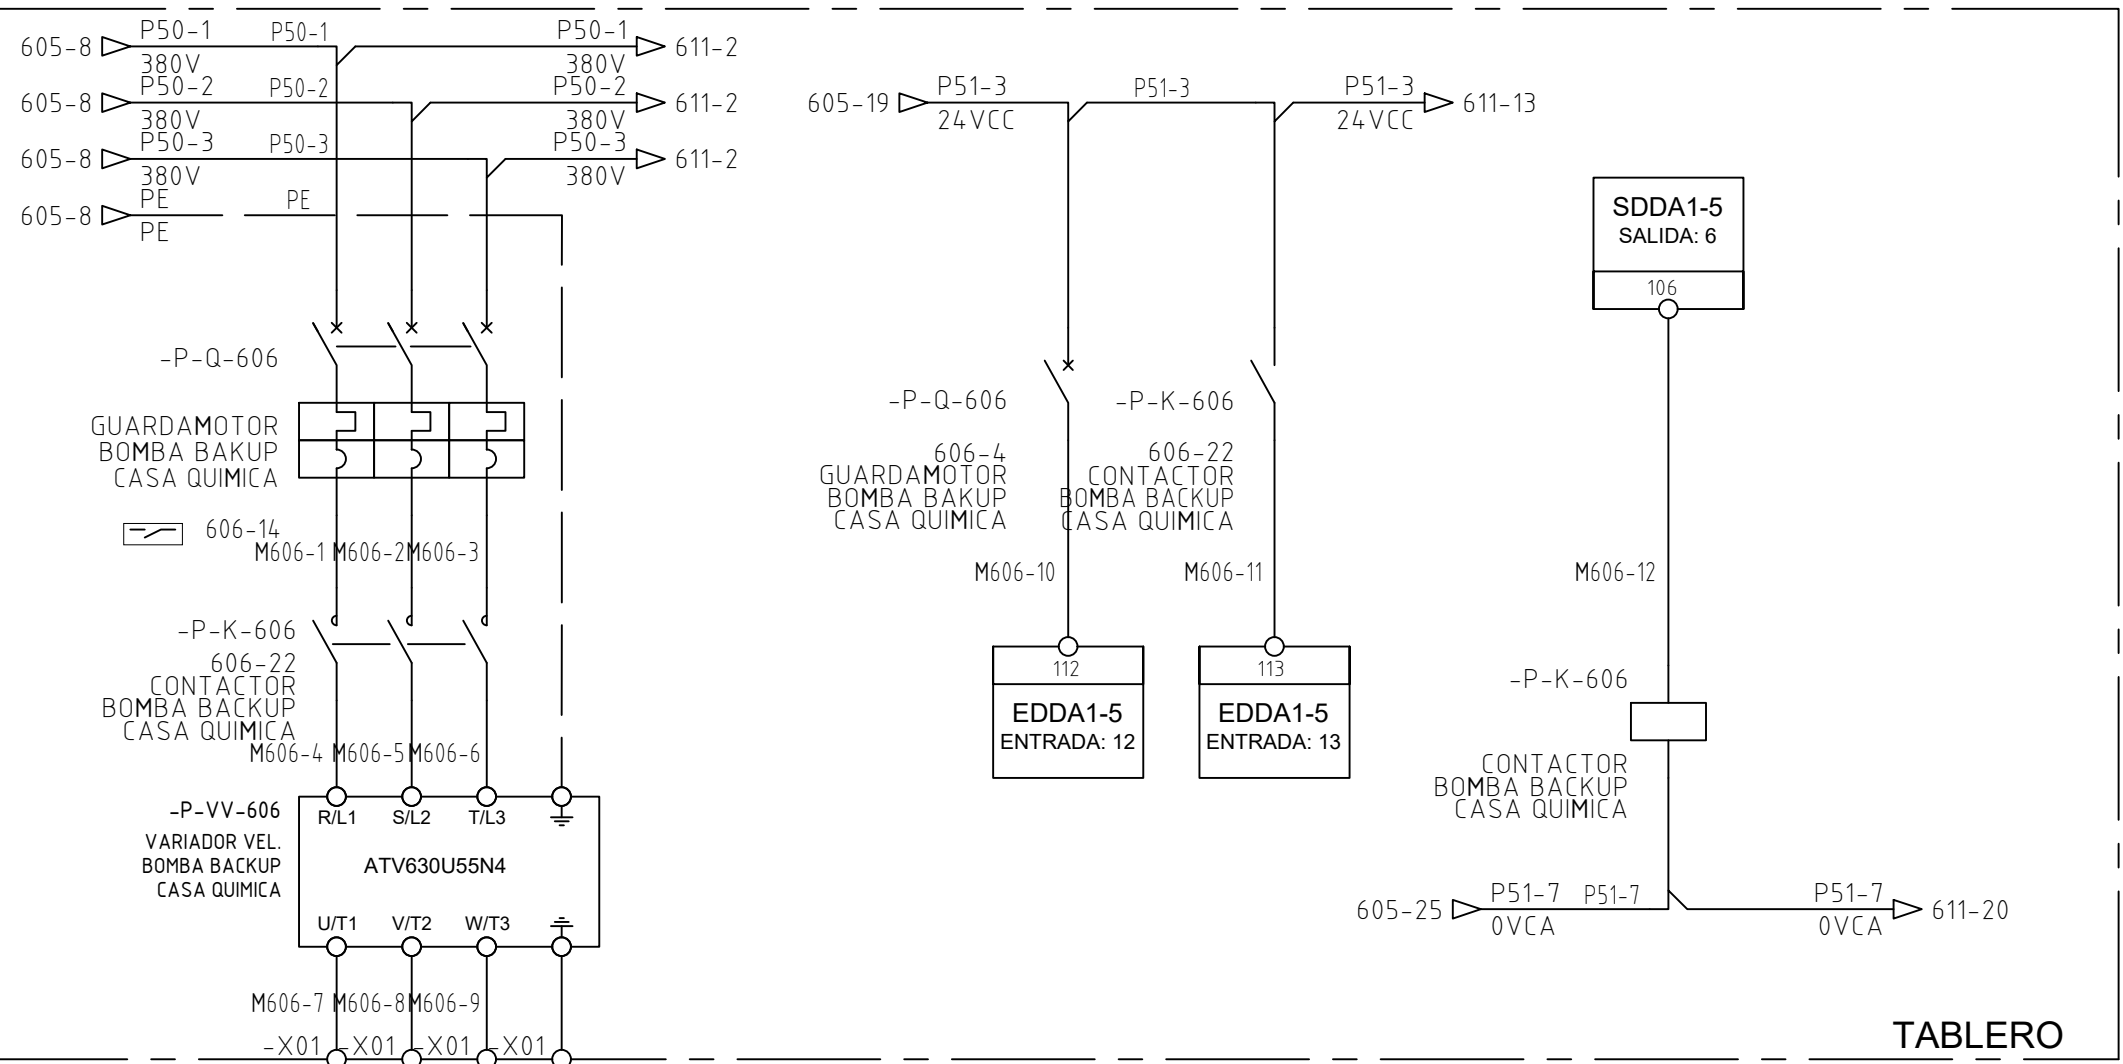 605-8 P50-1 P50-1 P50-1 611-2
380V 380V
605-8 P50-2 P50-2 P50-2 611-2
380V 380V
605-8 P50-3 P50-3 P50-3 611-2
380V 380V
605-8 PE PE
PE
-P-Q-606
GUARDAMOTOR
BOMBA BAKUP
CASA QUIMICA
606-14
M606-1 M606-2 M606-3
-P-K-606
606-22
CONTACTOR
BOMBA BACKUP
CASA QUIMICA
M606-4 M606-5 M606-6
-P-VV-606
VARIADOR VEL.
BOMBA BACKUP
CASA QUIMICA
R/L1 S/L2 T/L3
ATV630U55N4
U/T1 V/T2 W/T3
M606-7 M606-8 M606-9
-X01 -X01 -X01 -X01
605-19 P51-3 P51-3 P51-3 611-13
24VCC 24VCC
-P-Q-606
606-4
GUARDAMOTOR
BOMBA BAKUP
CASA QUIMICA
M606-10
112
EDDA1-5
ENTRADA: 12
-P-K-606
606-22
CONTACTOR
BOMBA BACKUP
CASA QUIMICA
M606-11
113
EDDA1-5
ENTRADA: 13
SDDA1-5
SALIDA: 6
106
M606-12
-P-K-606
CONTACTOR
BOMBA BACKUP
CASA QUIMICA
605-25 P51-7 P51-7 P51-7 611-20
0VCA 0VCA
TABLERO